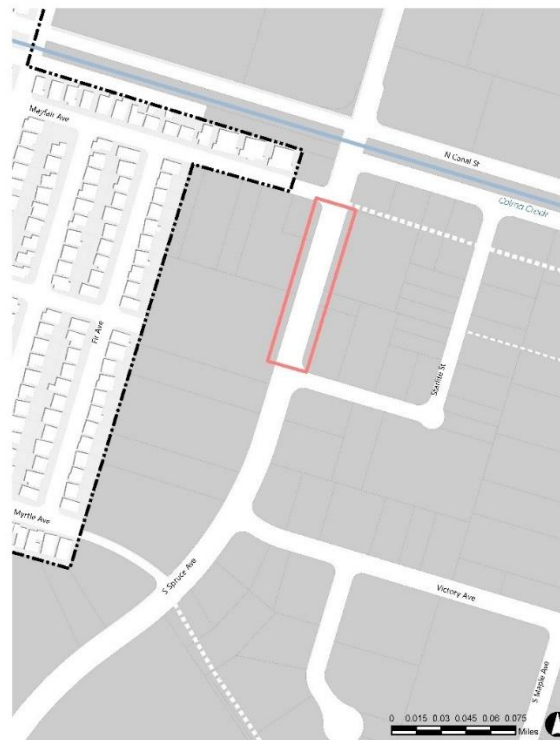 Mayfair Ave
N Canal St
Colma Creek
Fir Ave
Starlite St
Myrtle Ave
S Spruce Ave
Victory Ave
S Maple Ave
0 0.015 0.03 0.045 0.06 0.075
Miles